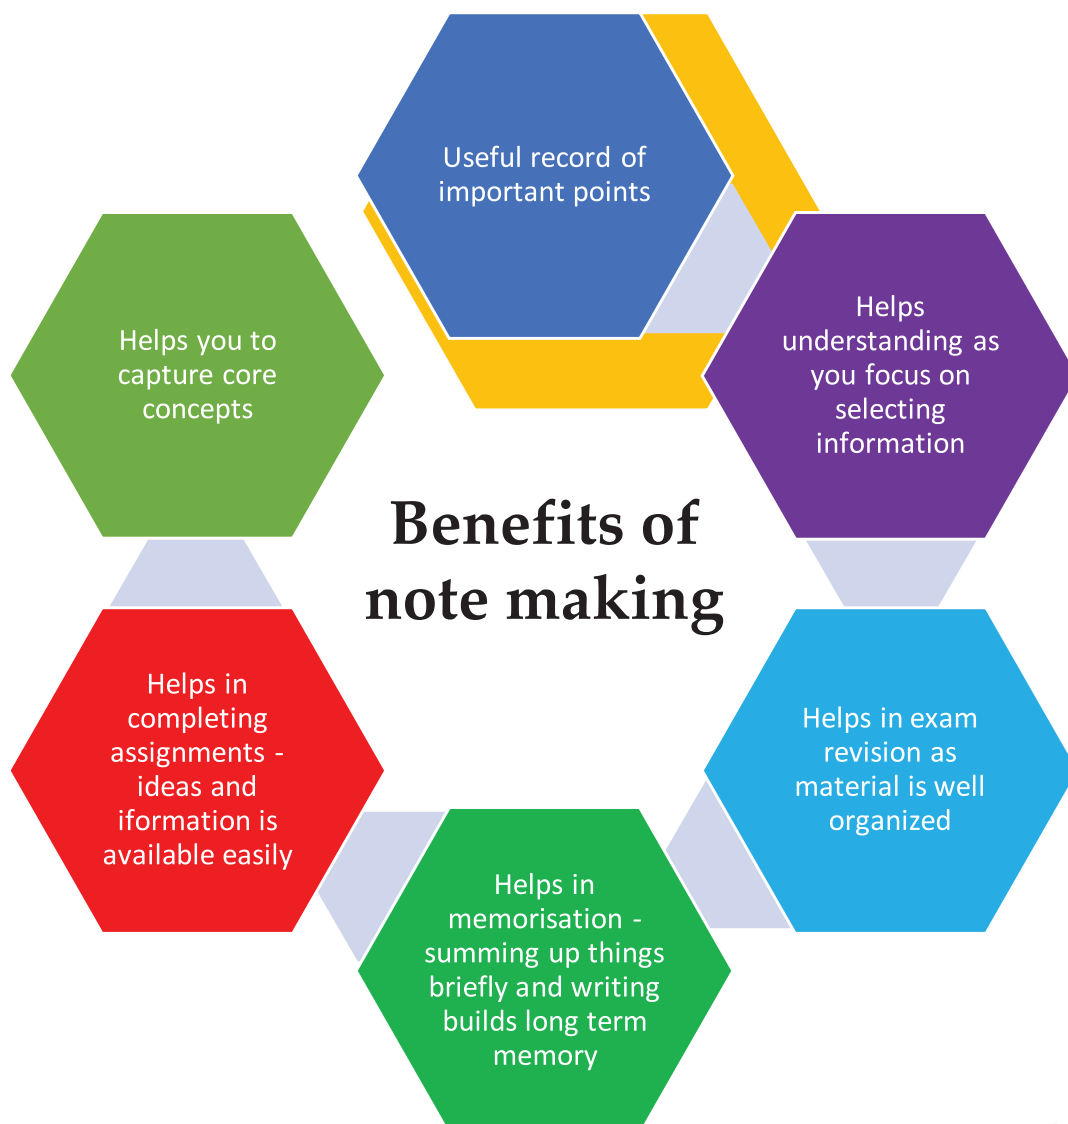 Useful record of
important points
Helps
understanding as
you focus on
selecting
information
Helps in exam
revision as
material is well
organized
Helps in
memorisation -
summing up things
briefly and writing
builds long term
memory
Helps in
completing
assignments -
ideas and
iformation is
available easily
Helps you to
capture core
concepts
Benefits of
note making